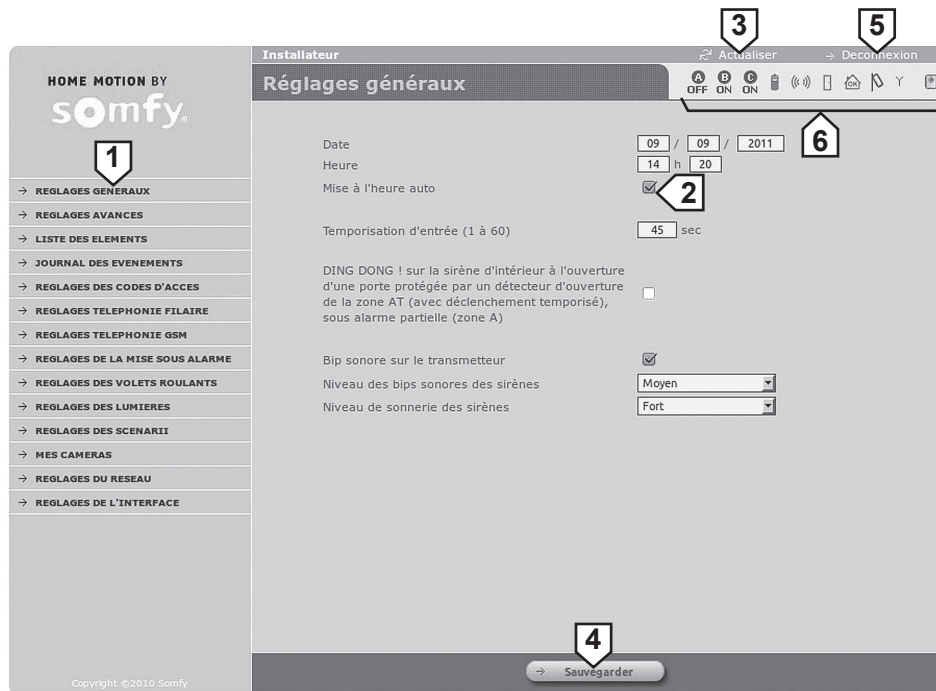 3
5
Installateur
Actualiser
Deconnexion
HOME MOTION BY
somfy.
Réglages généraux
A B C
OFF ON ON
OK
6
1
Date 09 / 09 / 2011
Heure 14 h 20
Mise à l'heure auto
2
Temporisation d'entrée (1 à 60) 45 sec
DING DONG ! sur la sirène d'intérieur à l'ouverture
d'une porte protégée par un détecteur d'ouverture
de la zone AT (avec déclenchement temporisé),
sous alarme partielle (zone A)
Bip sonore sur le transmetteur
Niveau des bips sonores des sirènes Moyen
Niveau de sonnerie des sirènes Fort
→ REGLAGES GENERAUX
→ REGLAGES AVANCES
→ LISTE DES ELEMENTS
→ JOURNAL DES EVENEMENTS
→ REGLAGES DES CODES D'ACCES
→ REGLAGES TELEPHONIE FILAIRE
→ REGLAGES TELEPHONIE GSM
→ REGLAGES DE LA MISE SOUS ALARME
→ REGLAGES DES VOLETS ROULANTS
→ REGLAGES DES LUMIERES
→ REGLAGES DES SCENARII
→ MES CAMERAS
→ REGLAGES DU RESEAU
→ REGLAGES DE L'INTERFACE
4
→ Sauvegarder
Copyright ©2010 Somfy